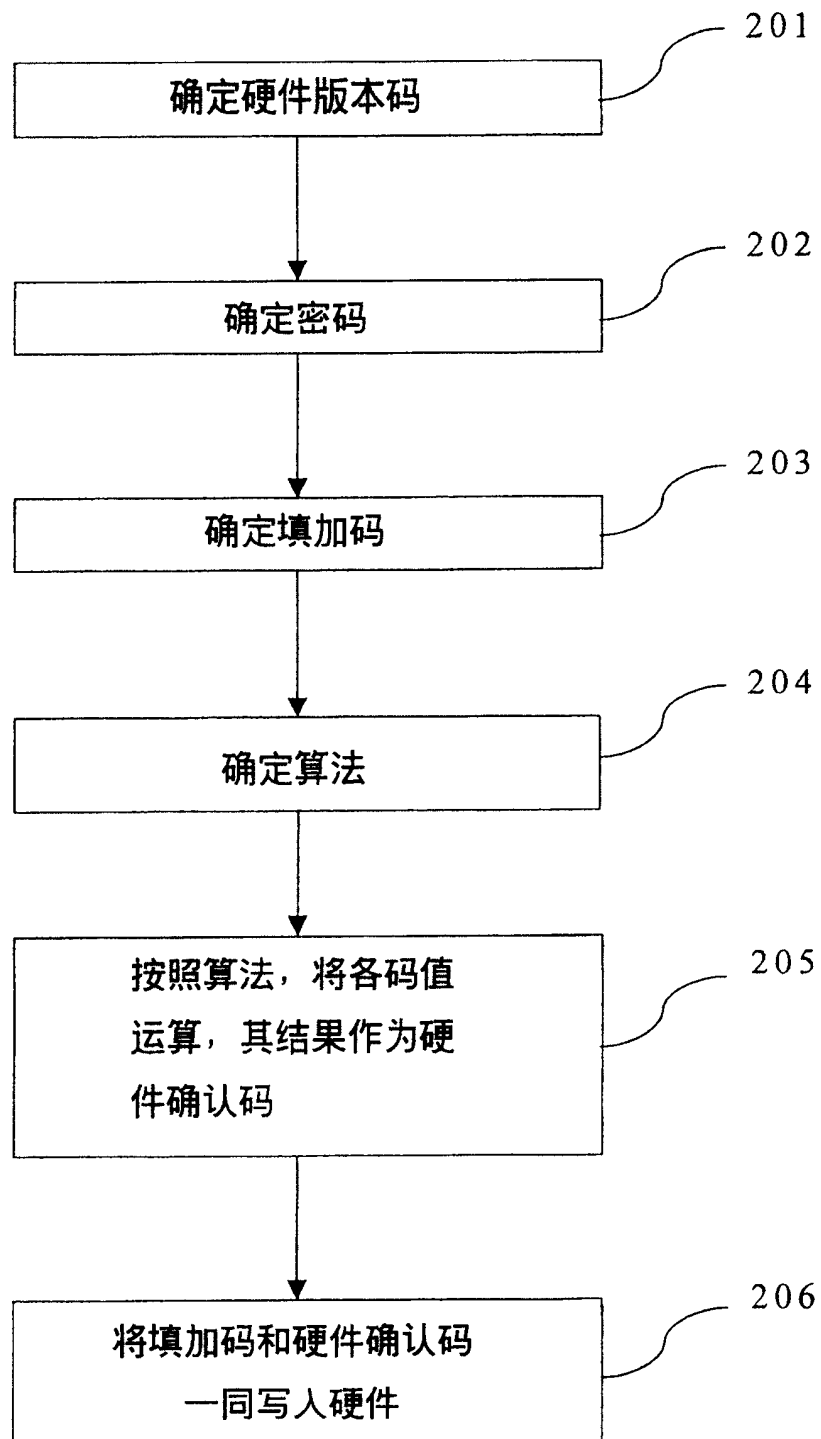 201
确定硬件版本码
202
确定密码
203
确定填加码
204
确定算法
205
按照算法，将各码值
运算，其结果作为硬
件确认码
206
将填加码和硬件确认码
一同写入硬件